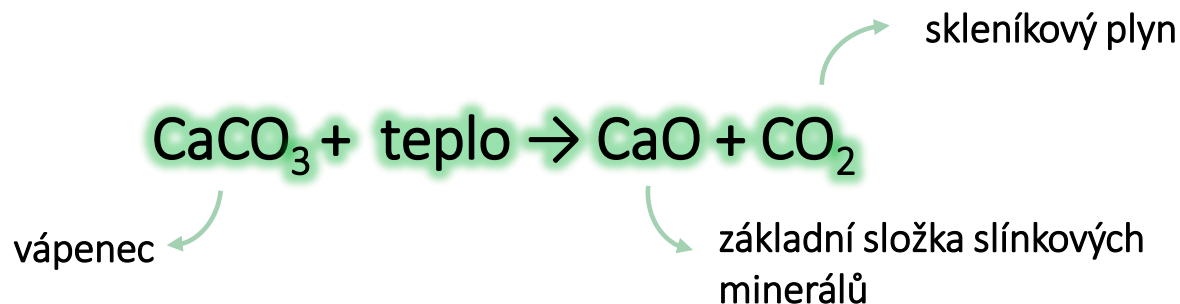 skleníkový plyn
CaCO₃ + teplo → CaO + CO₂
vápenec
základní složka slínkových
minerálů